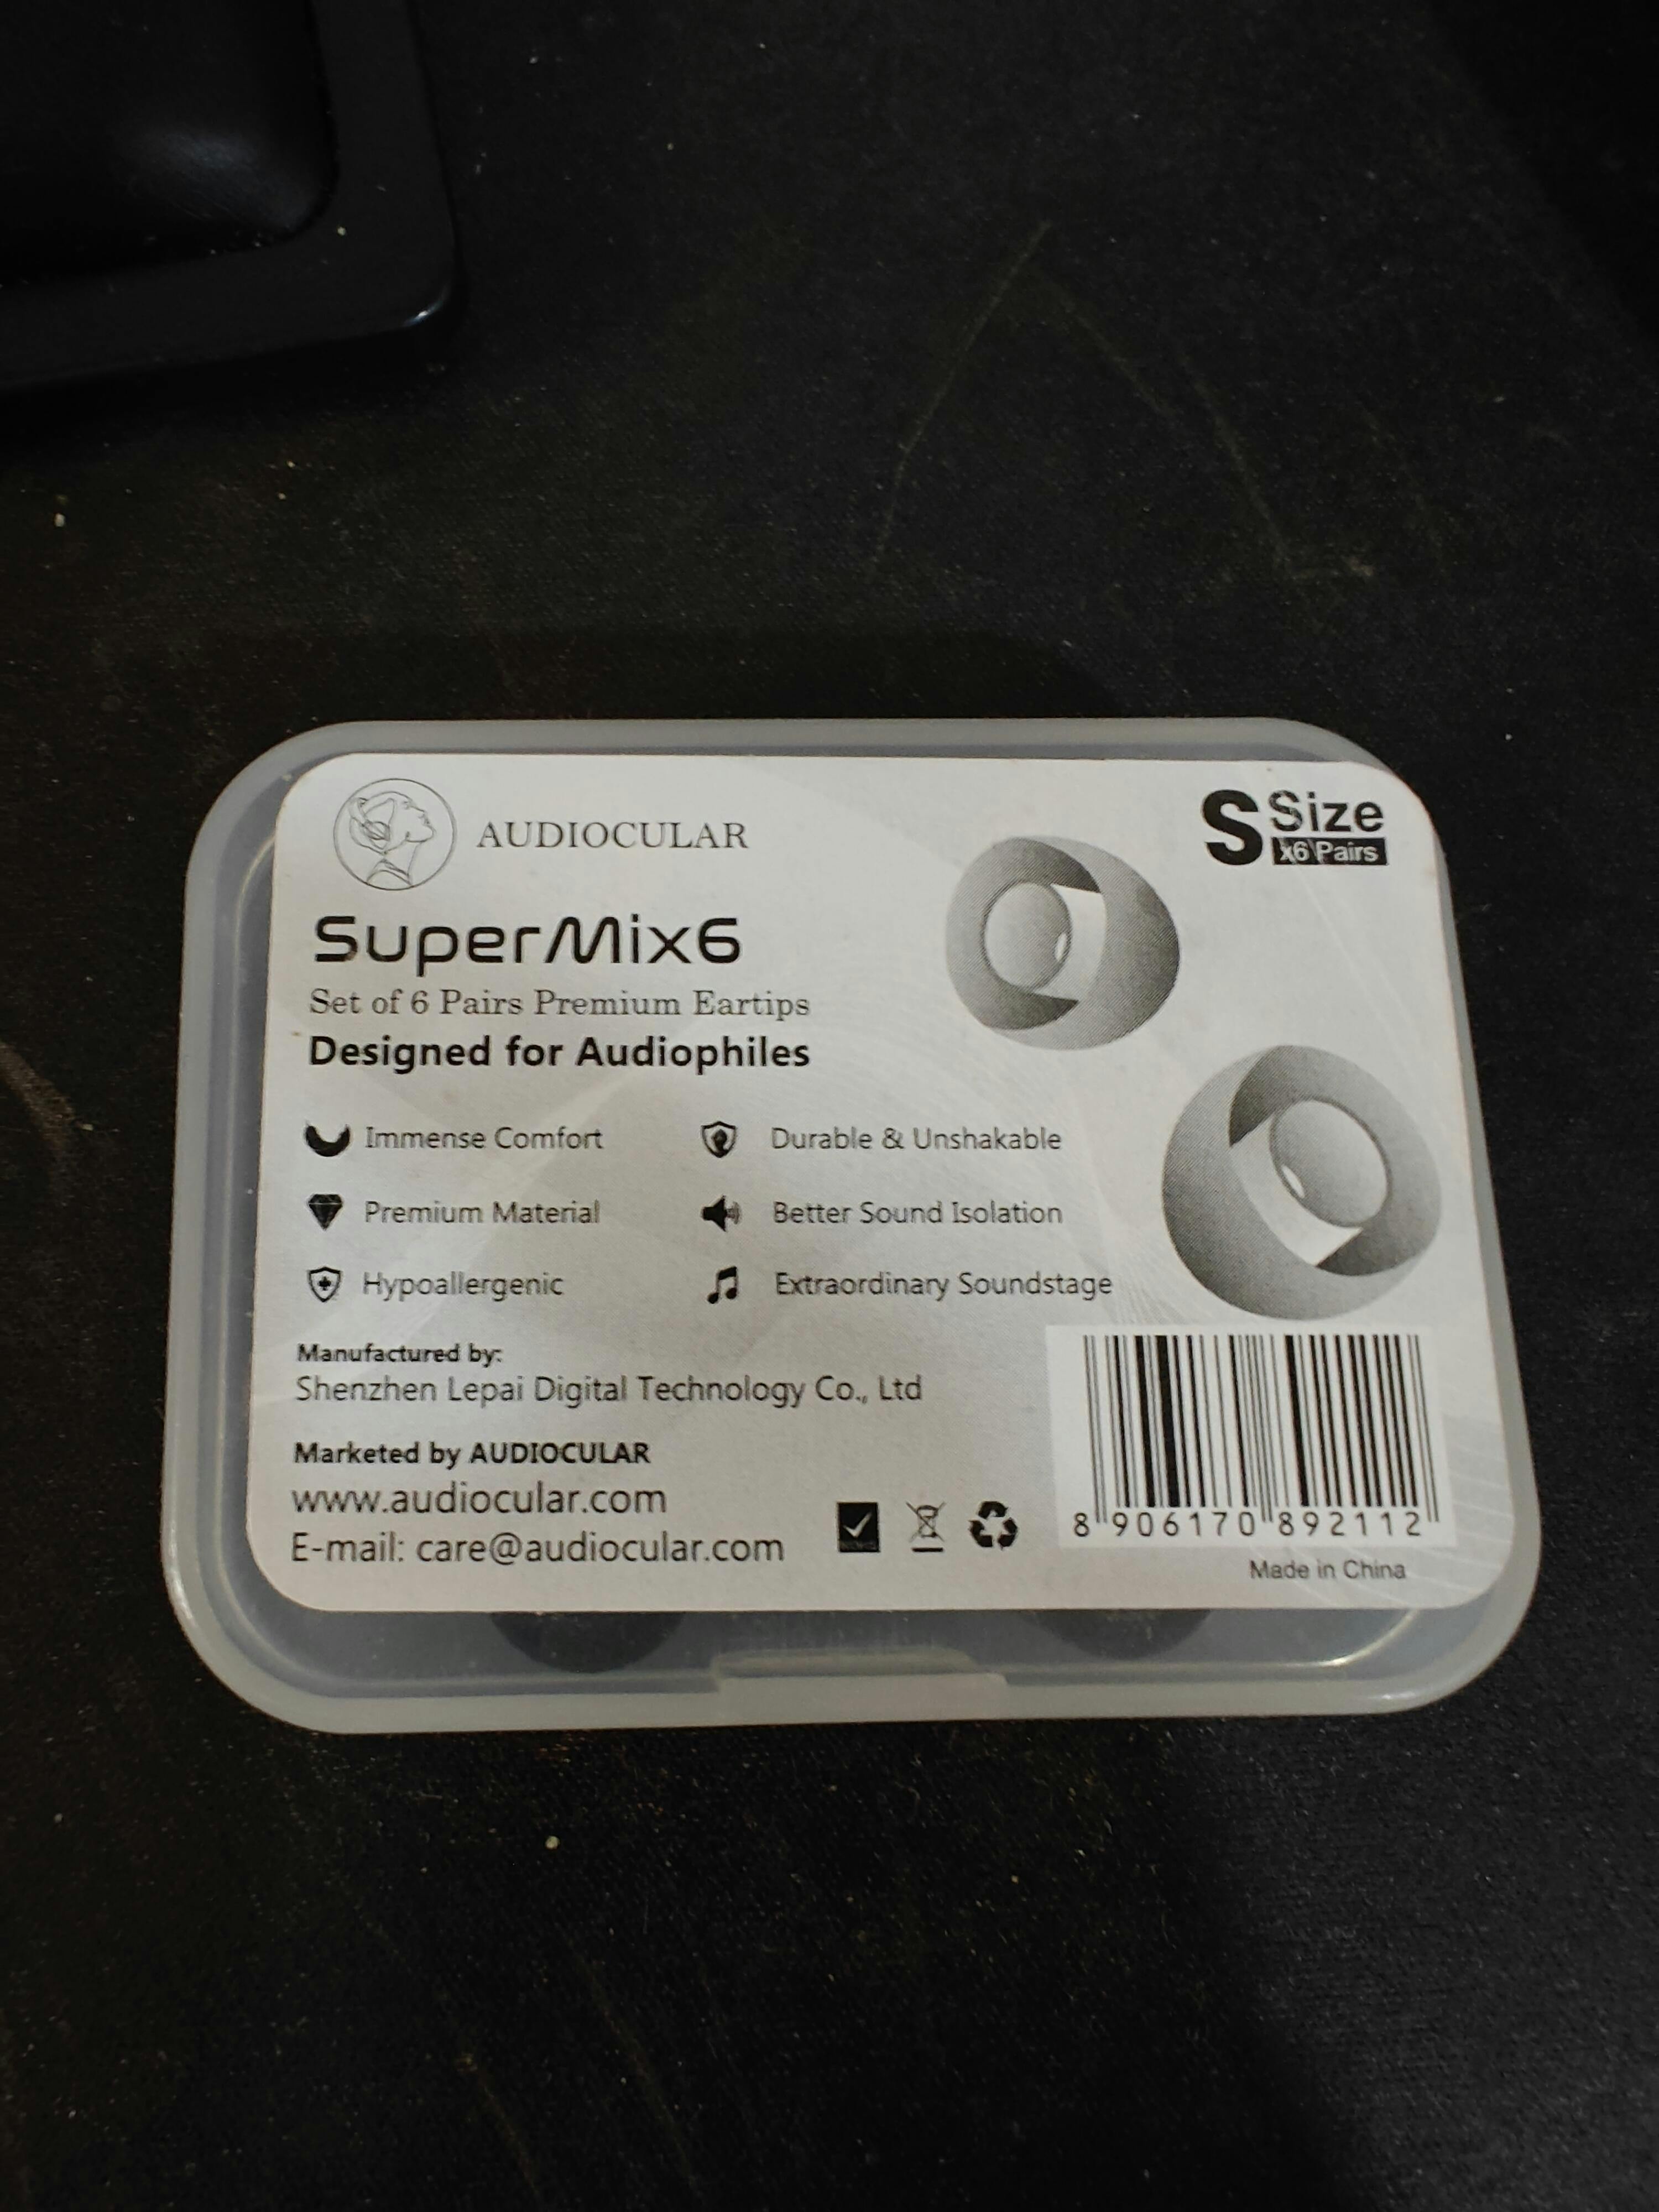 AUDIOCULAR
S Size
x6 Pairs
SuperMix6
Set of 6 Pairs Premium Eartips
Designed for Audiophiles
Immense Comfort
Durable & Unshakable
Premium Material
Better Sound Isolation
Hypoallergenic
Extraordinary Soundstage
Manufactured by:
Shenzhen Lepai Digital Technology Co., Ltd
Marketed by AUDIOCULAR
www.audiocular.com
E-mail: care@audiocular.com
8 906170 892112
Made in China